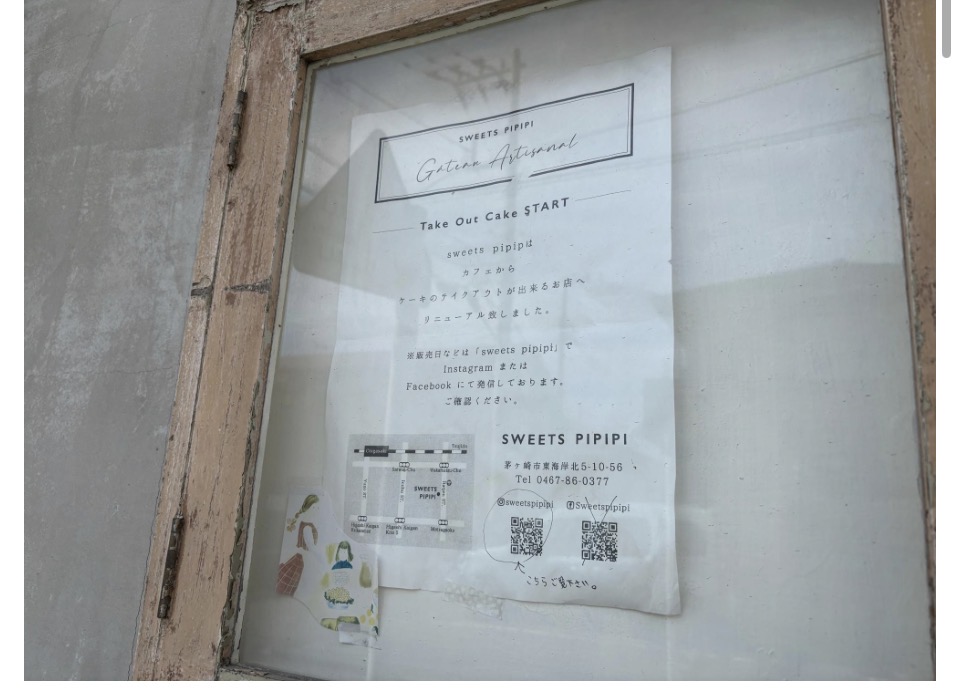 SWEETS PIPIPI
Gateau Artisanal
Take Out Cake START
sweets pipipiは
カフェから
ケーキのテイクアウトが出来るお店へ
リニューアル致しました。
※販売日などは「sweets pipipi」で
Instagram または
Facebook にて発信しております。
ご確認ください。
SWEETS PIPIPI
茅ヶ崎市東海岸北5-10-56
Tel 0467-86-0377
sweetspipipi
Sweetspipipi
こちらご覧下さい。
SWEETS
PIPIPI